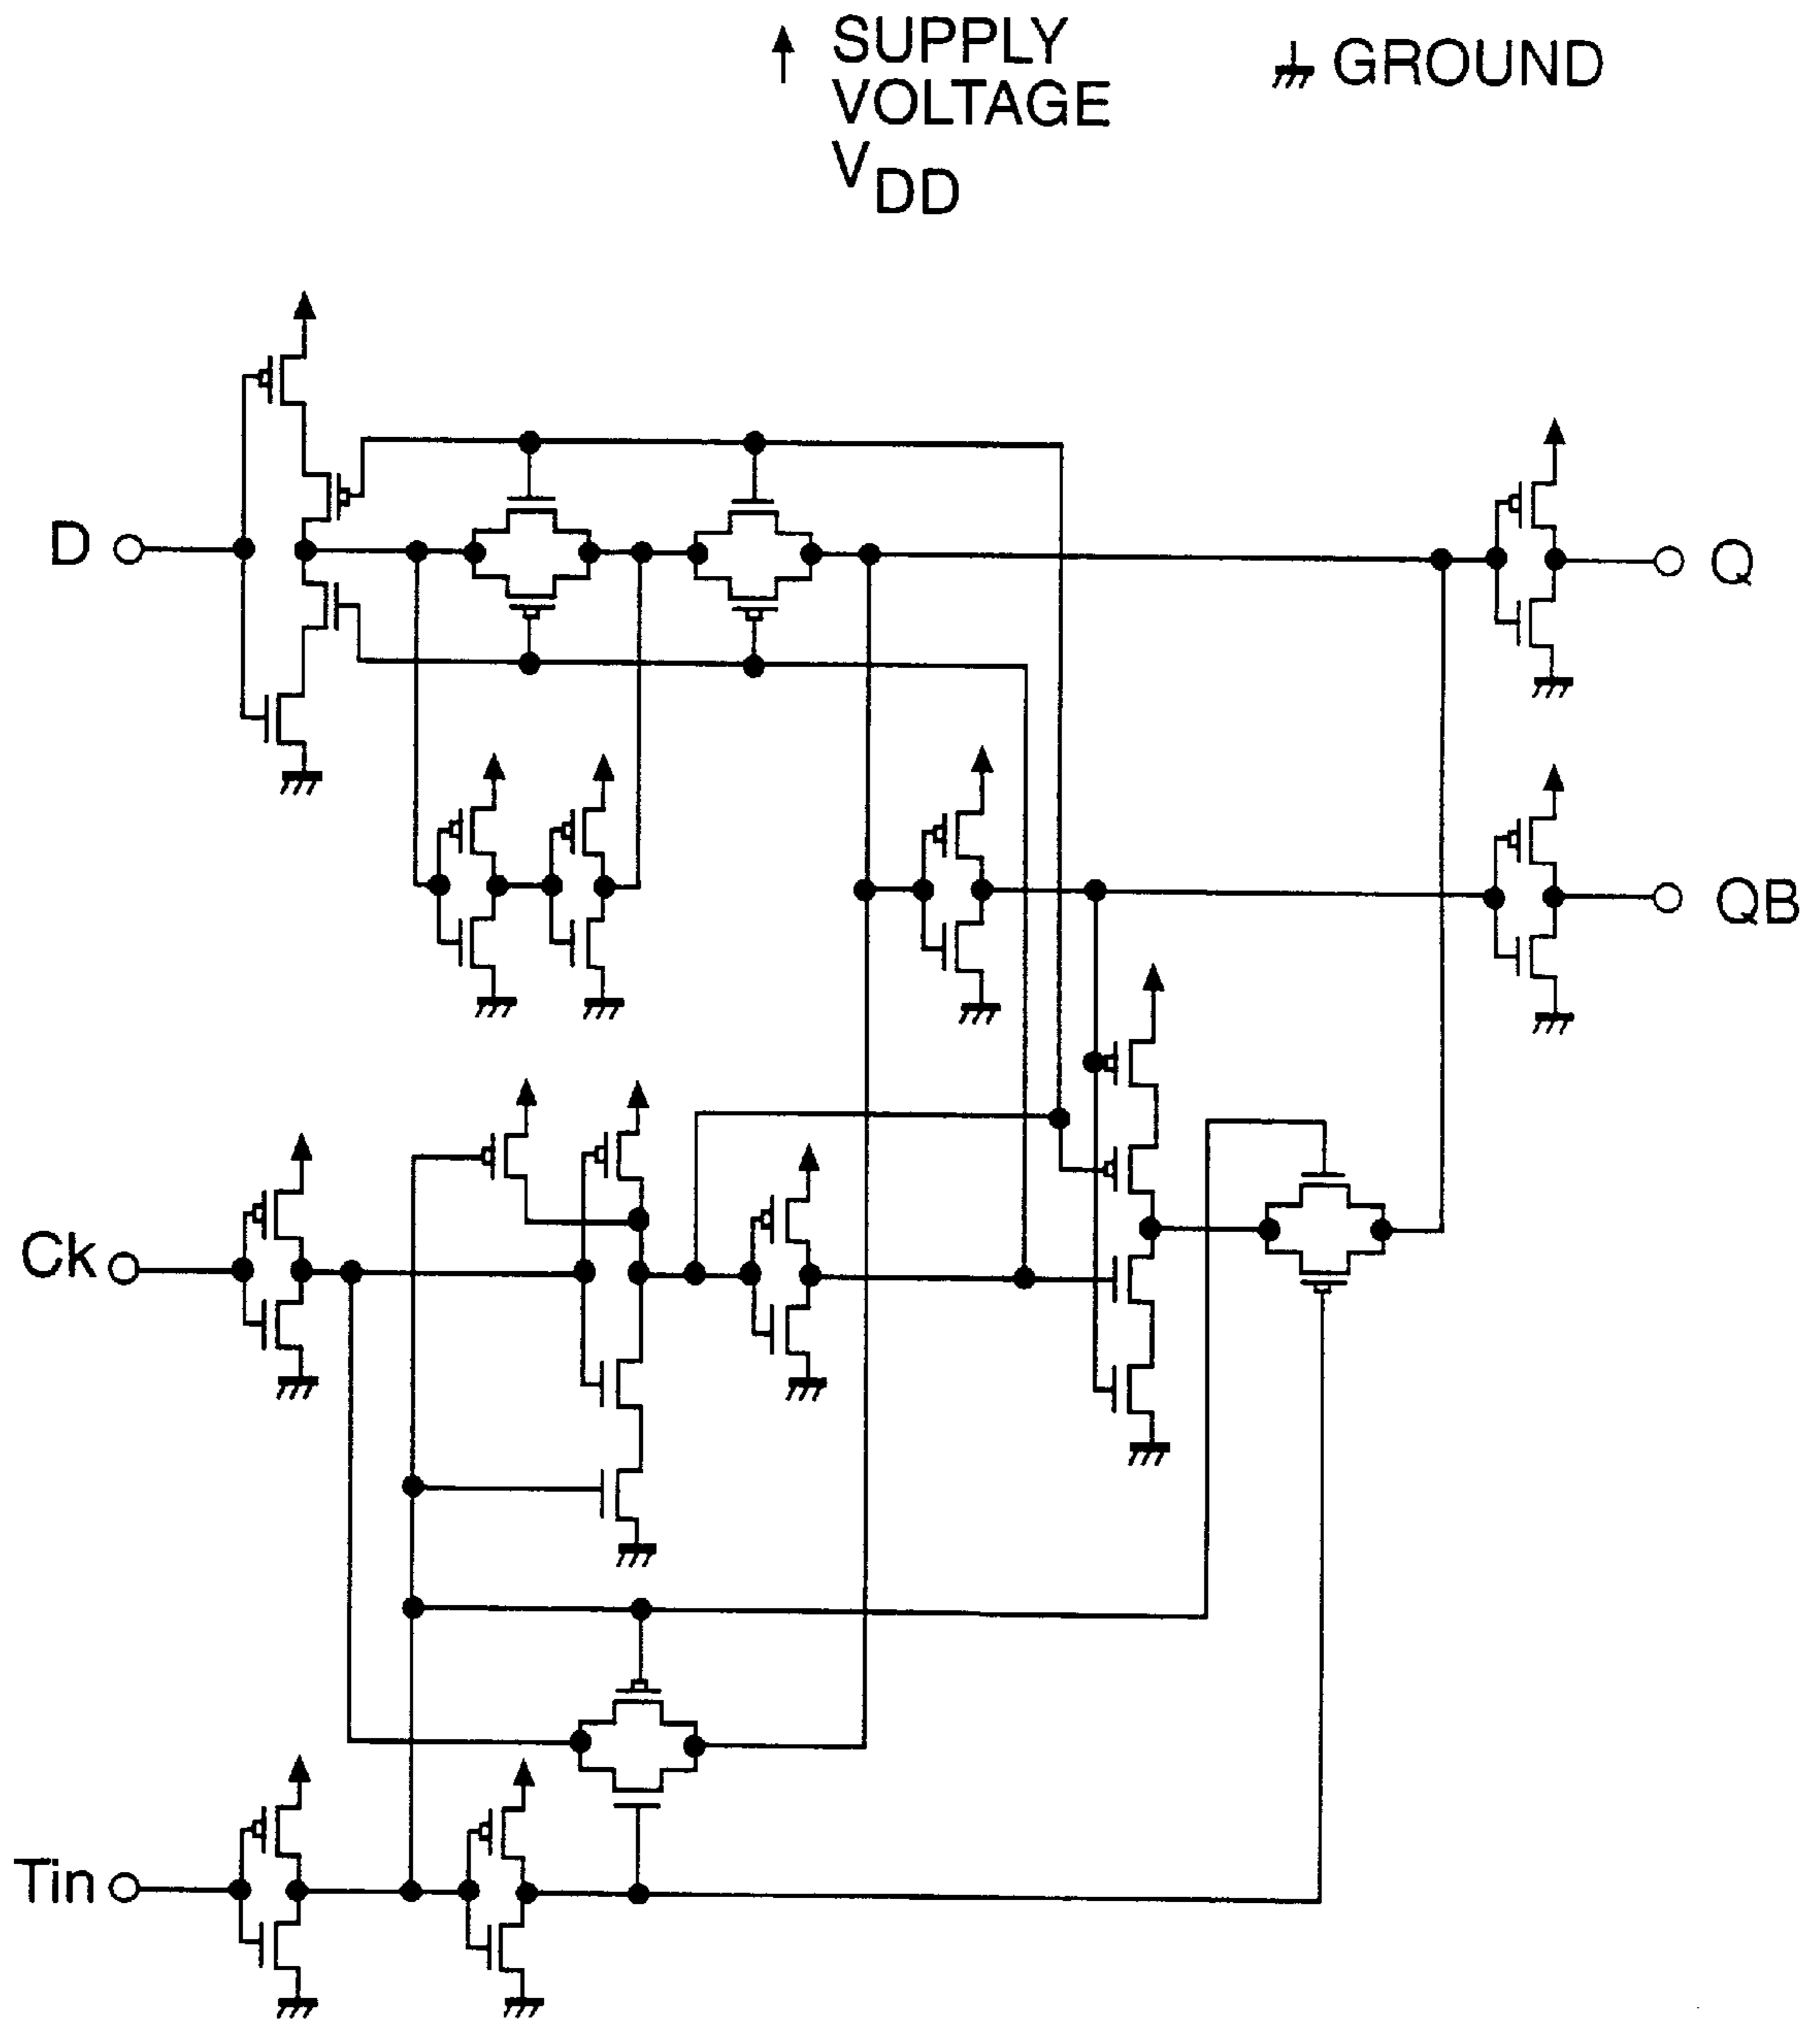 SUPPLY
VOLTAGE
VDD
GROUND
D
Q
QB
Ck
Tin